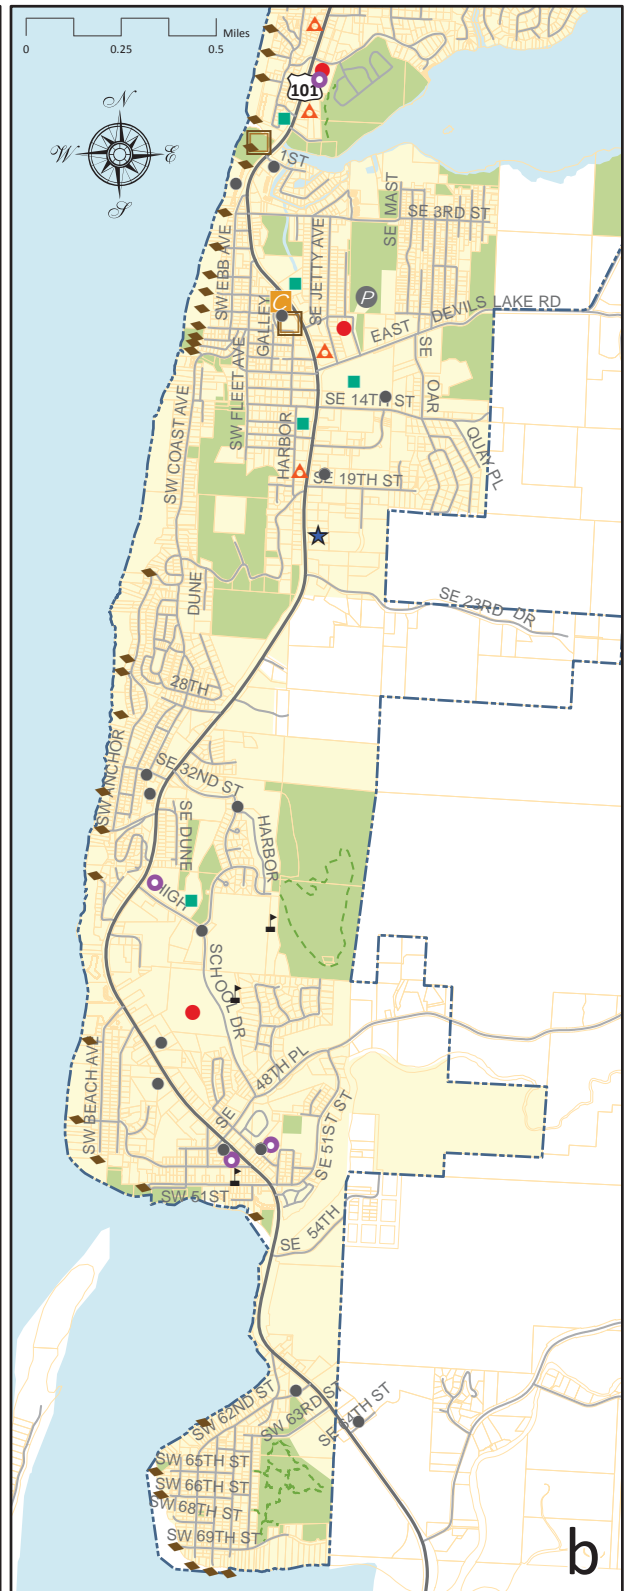 Miles
0 0.25 0.5
101
N
W E
S
1ST
SE MAST
SE 3RD ST
SW EBB AVE
SE JETTY AVE
C
P
GALLEY
EAST DEVILS LAKE RD
SE OAR
SW FLEET AVE
SE 14TH ST
SW COAST AVE
HARBOR
QUAY PL
SE 19TH ST
DUNE
SE 23RD DR
28TH
SW ANCHOR
SE 32ND ST
SE DUNE
HARBOR
HIGH SCHOOL DR
SW BEACH AVE
48TH PL
SE
SE 51ST ST
SW 51ST
SE 54TH
SW 62ND ST
SW 63RD ST
SE 64TH ST
SW 65TH ST
SW 66TH ST
SW 68TH ST
SW 69TH ST
b